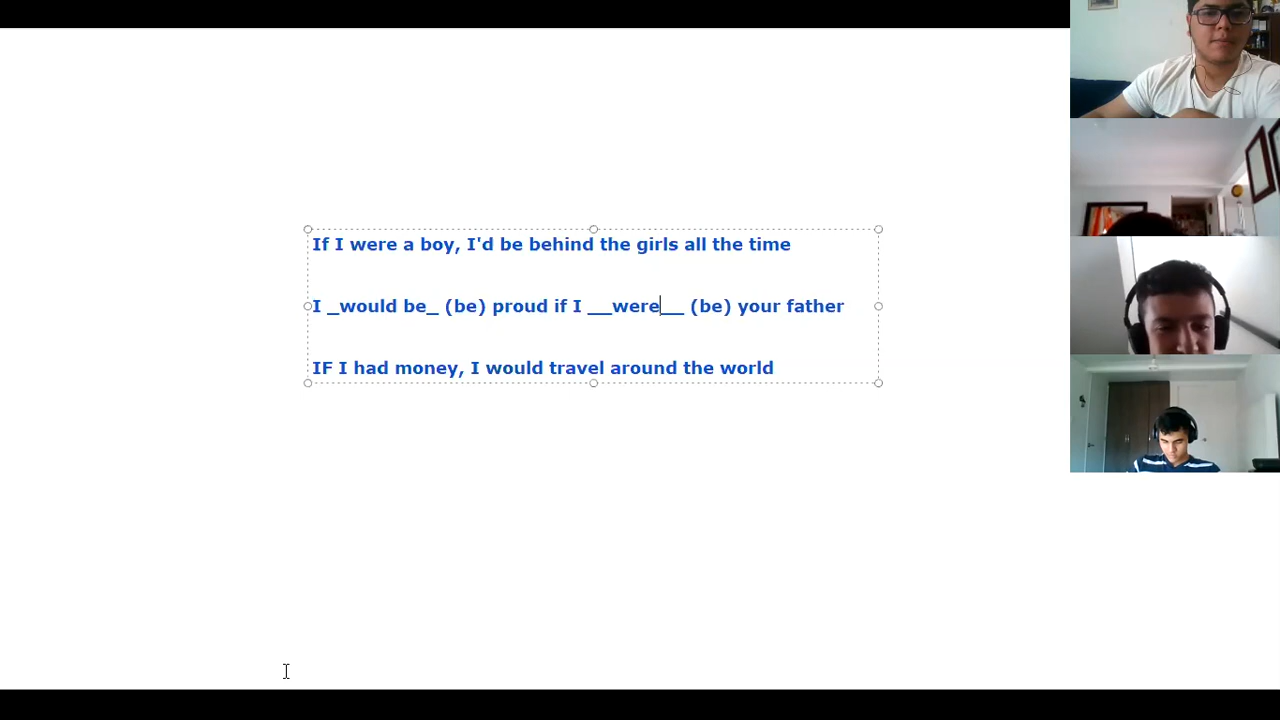 If I were a boy, I'd be behind the girls all the time
I _would be_ (be) proud if I __were__ (be) your father
IF I had money, I would travel around the world